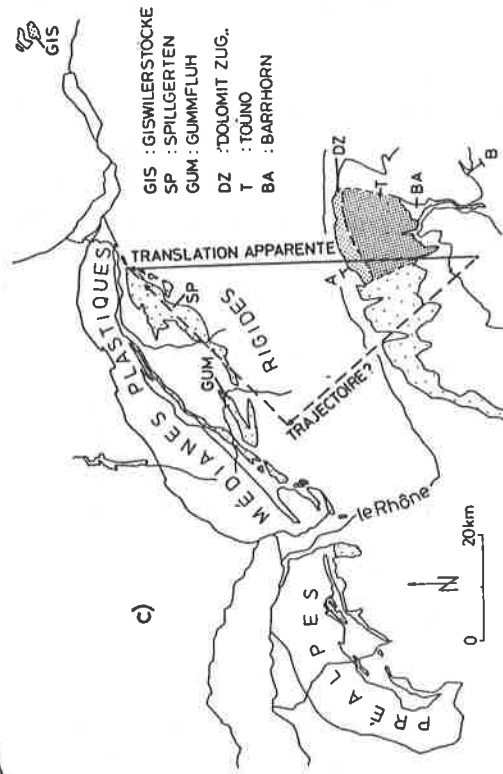 c)
GIS
GIS : GISWILERSTÖCKE
SP : SPILLGERTEN
GUM : GUMMFLUH
DZ : "DOLOMIT ZUG"
T : TOÛNO
BA : BARRHORN
MÉDIANES PLASTIQUES
RIGIDES
SP
GUM
TRANSLATION APPARENTE
TRAJECTOIRE ?
DZ
A
T
BA
B
le Rhône
PRÉALPES
N
0 20km